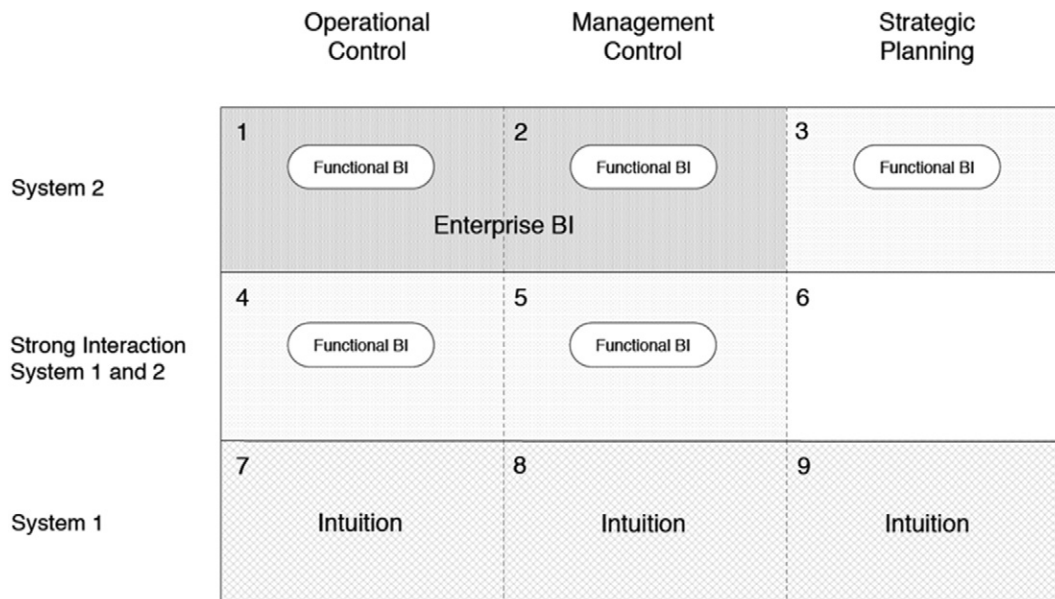 Operational
Control
Management
Control
Strategic
Planning
System 2
1
Functional BI
2
Functional BI
3
Functional BI
Enterprise BI
Strong Interaction
System 1 and 2
4
Functional BI
5
Functional BI
6
System 1
7
Intuition
8
Intuition
9
Intuition